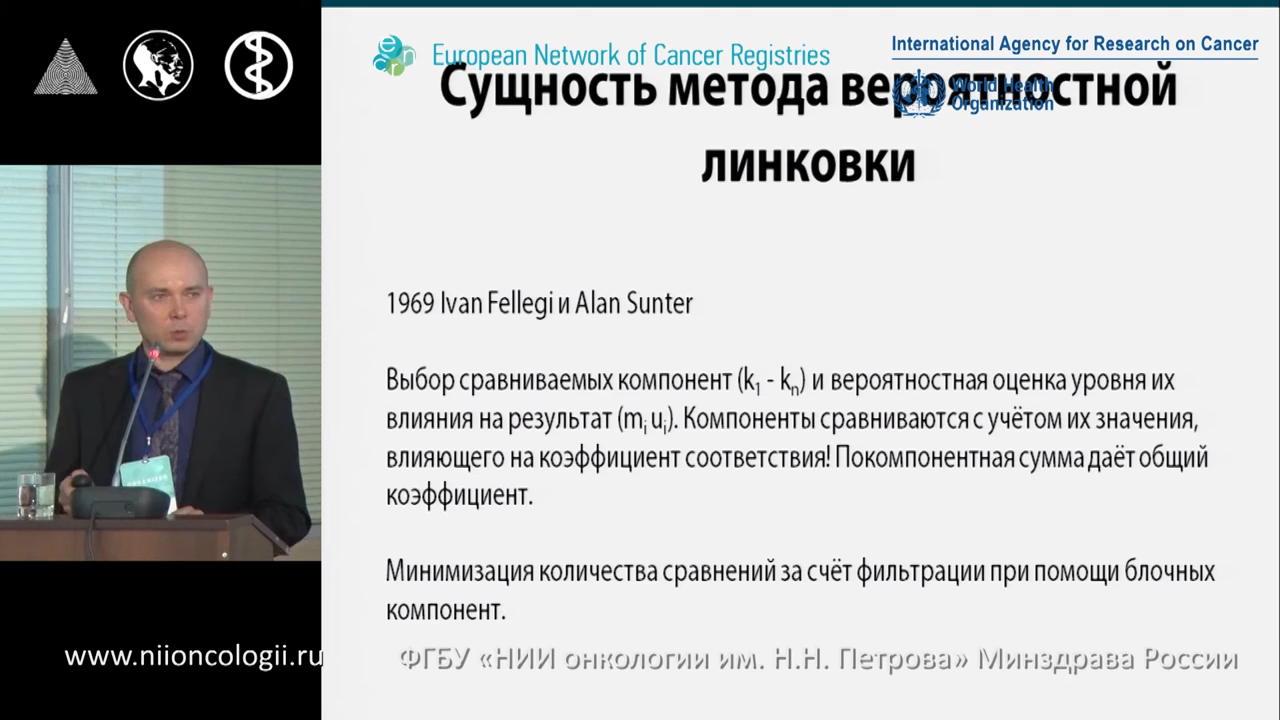 European Network of Cancer Registries
International Agency for Research on Cancer
World Health
Organization
Сущность метода вероятностной
линковки
1969 Ivan Fellegi и Alan Sunter
Выбор сравниваемых компонент (k1 - kn) и вероятностная оценка уровня их
влияния на результат (mi ui). Компоненты сравниваются с учётом их значения,
влияющего на коэффициент соответствия! Покомпонентная сумма даёт общий
коэффициент.
Минимизация количества сравнений за счёт фильтрации при помощи блочных
компонент.
www.niioncologii.ru
ФГБУ «НИИ онкологии им. Н.Н. Петрова» Минздрава России